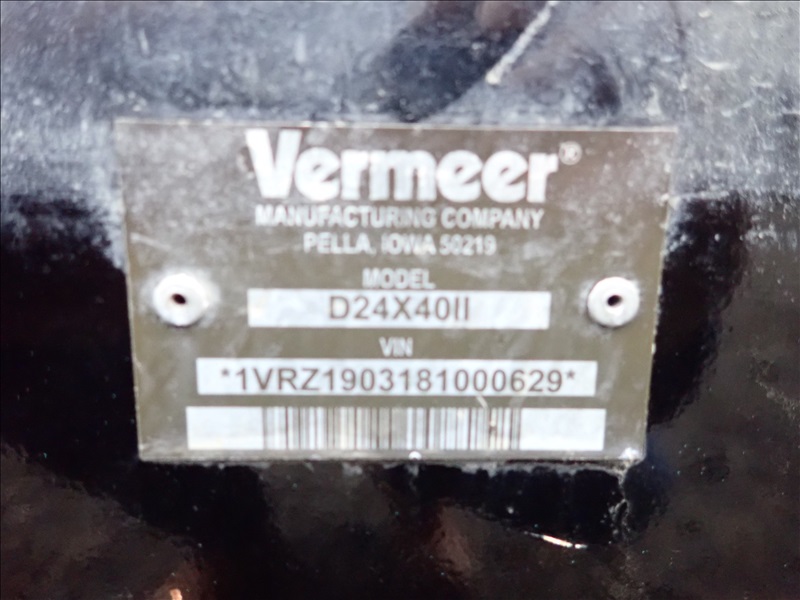 Vermeer®
MANUFACTURING COMPANY
PELLA, IOWA 50219
MODEL
D24X40II
VIN
*1VRZ1903181000629*